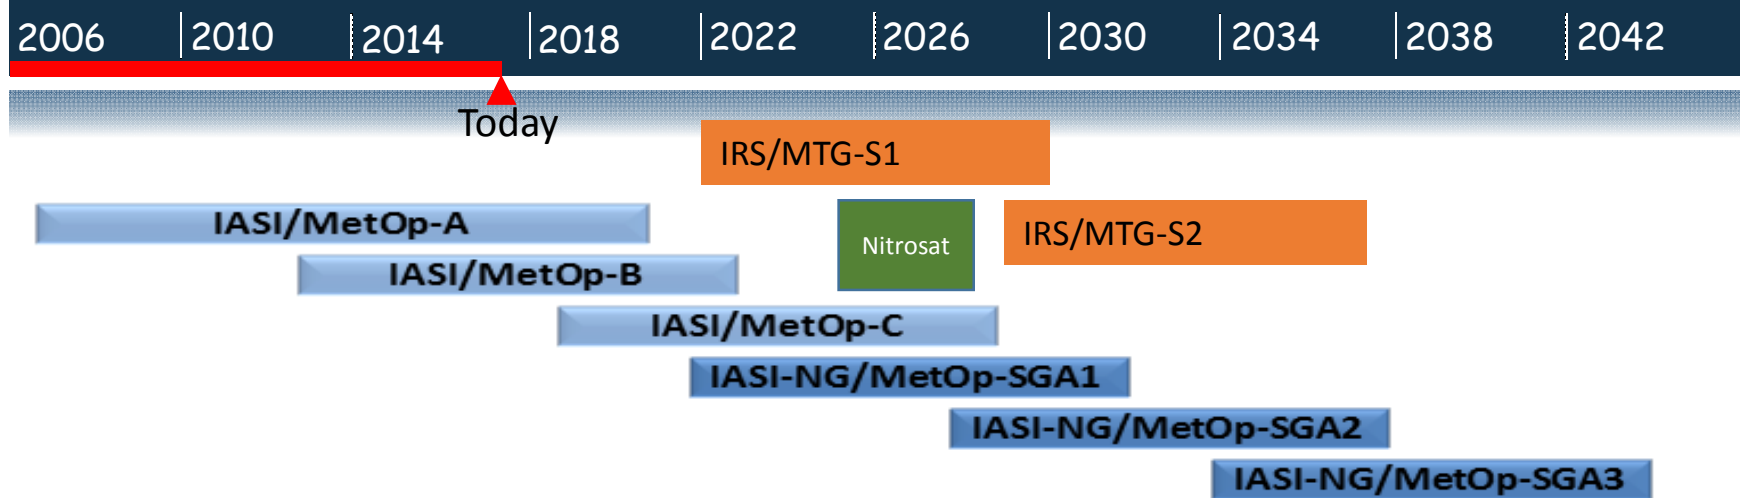 2006 2010 2014 2018 2022 2026 2030 2034 2038 2042
Today
IRS/MTG-S1
IASI/MetOp-A
Nitrosat
IRS/MTG-S2
IASI/MetOp-B
IASI/MetOp-C
IASI-NG/MetOp-SGA1
IASI-NG/MetOp-SGA2
IASI-NG/MetOp-SGA3